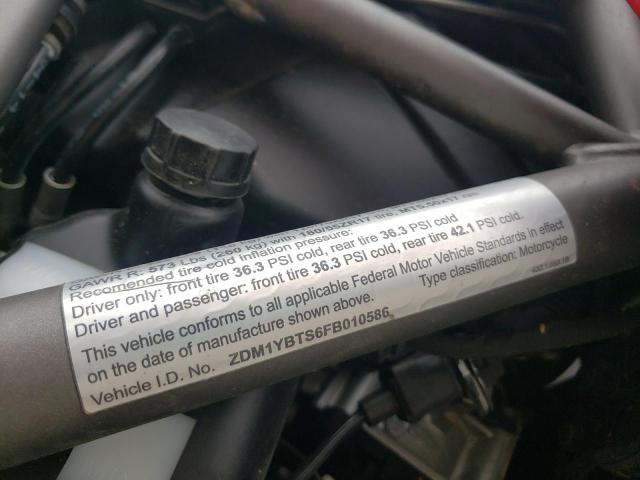 GAWR R: 573 Lbs (260 kg) with 180/55ZR17 tire, MT5.50x17
Recomended tire cold inflation pressure:
Driver only: front tire 36.3 PSI cold, rear tire 36.3 PSI cold
Driver and passenger: front tire 36.3 PSI cold, rear tire 42.1 PSI cold.
This vehicle conforms to all applicable Federal Motor Vehicle Standards in effect
on the date of manufacture shown above. Type classification: Motorcycle
Vehicle I.D. No. ZDM1YBTS6FB010586